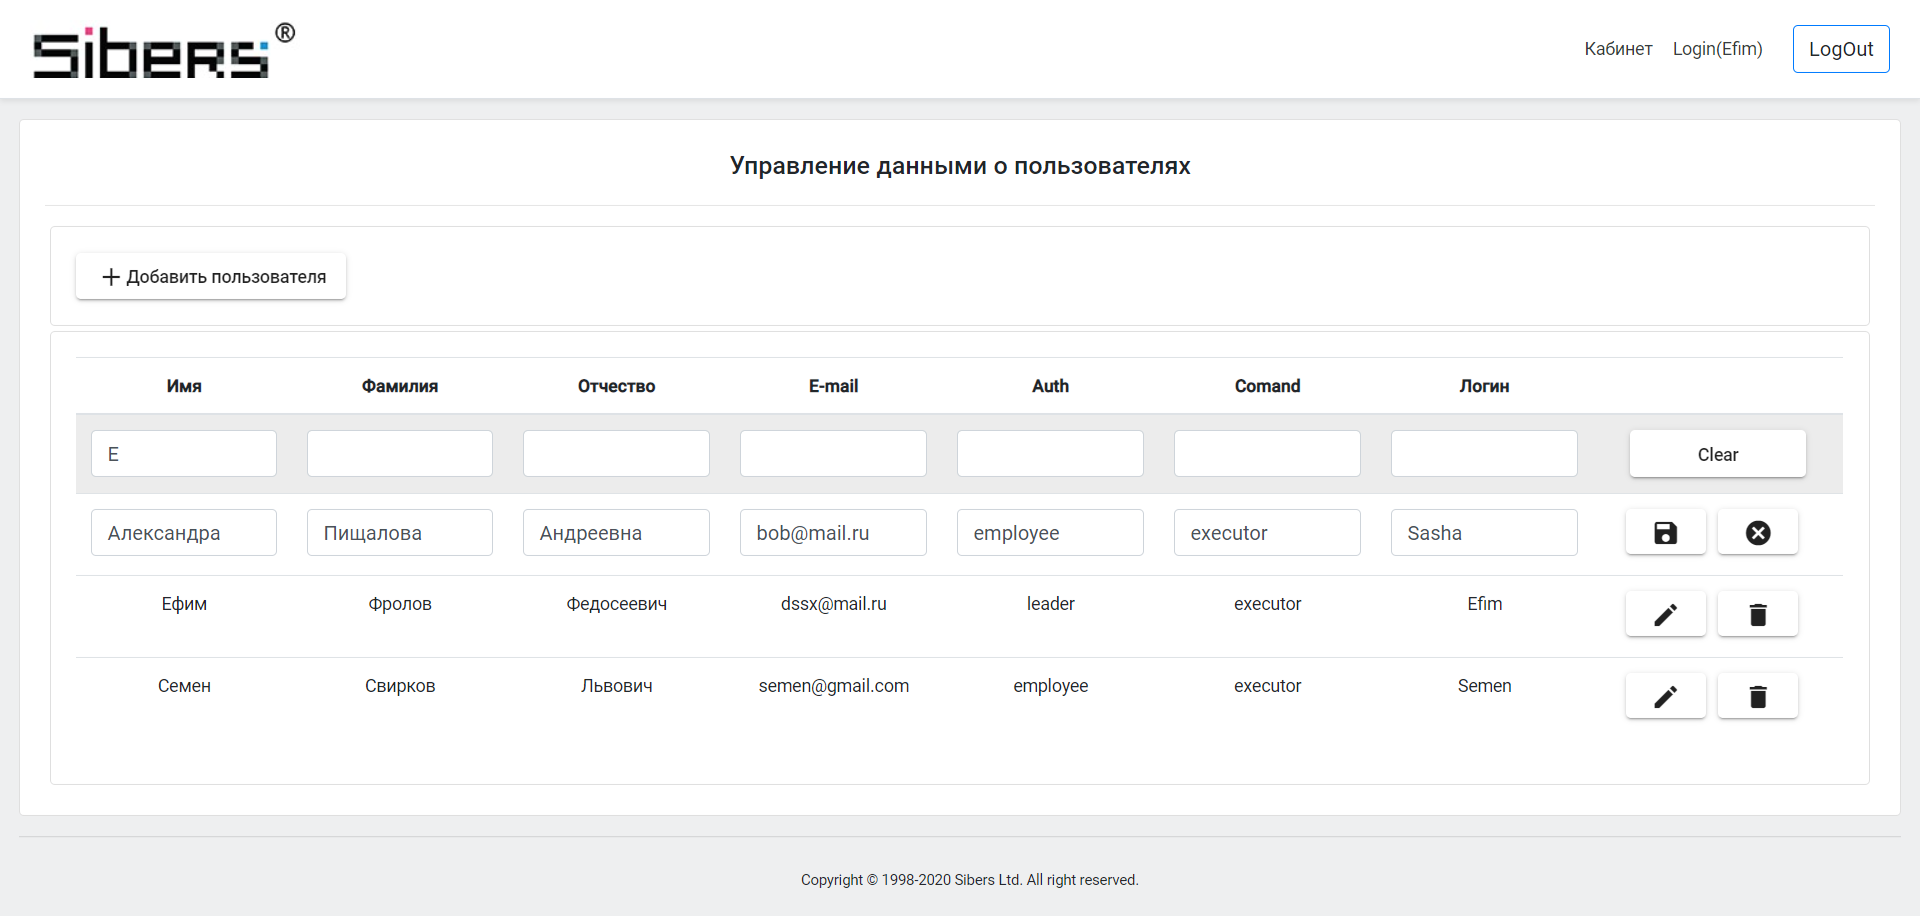 Sibers®
Кабинет Login(Efim) LogOut
Управление данными о пользователях
Добавить пользователя
Имя Фамилия Отчество E-mail Auth Comand Логин
Е Clear
Александра Пищалова Андреевна bob@mail.ru employee executor Sasha
Ефим Фролов Федосеевич dssx@mail.ru leader executor Efim
Семен Свирков Львович semen@gmail.com employee executor Semen
Copyright © 1998-2020 Sibers Ltd. All right reserved.